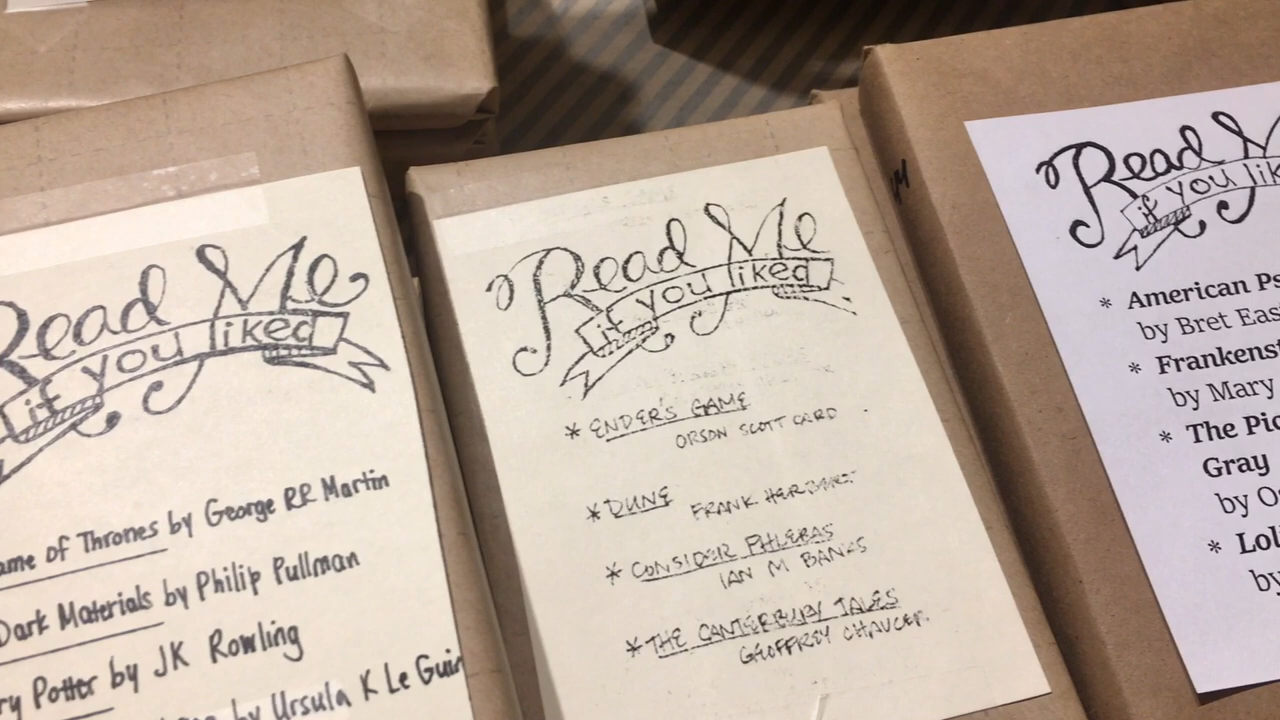 Read Me
if you liked
ame of Thrones by George RR Martin
Dark Materials by Philip Pullman
ry Potter by JK Rowling
by Ursula K Le Guin
Read Me
if you liked
* ENDER'S GAME
ORSON SCOTT CARD
* DUNE FRANK HERBERT
* CONSIDER PHLEBAS
IAN M BANKS
* THE CANTERBURY TALES
GEOFFREY CHAUCER
Read M
if you lik
* American Ps
by Bret Eas
* Frankenst
by Mary
* The Pic
Gray
by Os
* Loli
by